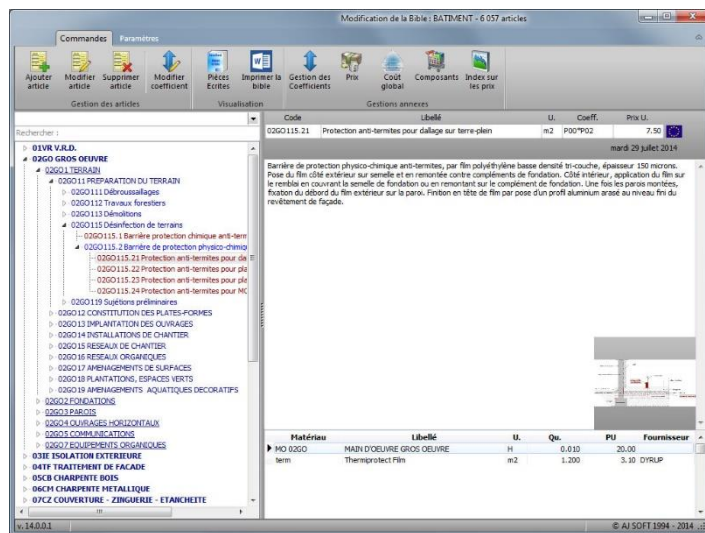 Modification de la Bible : BATIMENT - 6 057 articles
Commandes Paramètres
Ajouter article
Modifier article
Supprimer article
Modifier coefficient
Pièces Ecrites
Imprimer la bible
Gestion des Coefficients
Prix
Coût global
Composants
Index sur les prix
Gestion des articles
Visualisation
Gestions annexes
Rechercher :
01VR V.R.D.
02GO GROS OEUVRE
02GO1 TERRAIN
02GO11 PREPARATION DU TERRAIN
02GO111 Débroussaillages
02GO112 Travaux forestiers
02GO113 Démolitions
02GO115 Désinfection de terrains
02GO115.1 Barrière protection chimique anti-term
02GO115.2 Barrière de protection physico-chimiq
02GO115.21 Protection anti-termites pour da
02GO115.22 Protection anti-termites pour pla
02GO115.23 Protection anti-termites pour ple
02GO115.24 Protection anti-termites pour MC
02GO119 Sujétions préliminaires
02GO12 CONSTITUTION DES PLATES-FORMES
02GO13 IMPLANTATION DES OUVRAGES
02GO14 INSTALLATIONS DE CHANTIER
02GO15 RESEAUX DE CHANTIER
02GO16 RESEAUX ORGANIQUES
02GO17 AMENAGEMENTS DE SURFACES
02GO18 PLANTATIONS, ESPACES VERTS
02GO19 AMENAGEMENTS AQUATIQUES DECORATIFS
02GO2 FONDATIONS
02GO3 PAROIS
02GO4 OUVRAGES HORIZONTAUX
02GO5 COMMUNICATIONS
02GO7 EQUIPEMENTS ORGANIQUES
03IE ISOLATION EXTERIEURE
04TF TRAITEMENT DE FACADE
05CB CHARPENTE BOIS
06CM CHARPENTE METALLIQUE
07CZ COUVERTURE - ZINGUERIE - ETANCHEITE
Code Libellé U. Coeff. Prix U.
02GO115.21 Protection anti-termites pour dallage sur terre-plein m2 P00*P02 7.50
mardi 29 juillet 2014
Barrière de protection physico-chimique anti-termites, par film polyéthylène basse densité tri-couche, épaisseur 150 microns.
Pose du film côté extérieur sur semelle et en remontée contre compléments de fondation. Côté intérieur, application du film sur
le remblai en couvrant la semelle de fondation ou en remontant sur le complément de fondation. Une fois les parois montées,
fixation du débord du film extérieur sur la paroi. Finition en tête de film par pose d'un profil aluminium arasé au niveau fini du
revêtement de façade.
Matériau Libellé U. Qu. PU Fournisseur
MO 02GO MAIN D'OEUVRE GROS OEUVRE H 0.010 20.00
term Thermiprotect Film m2 1.200 3.10 DYRUP
v. 14.0.0.1
© AJ SOFT 1994 - 2014